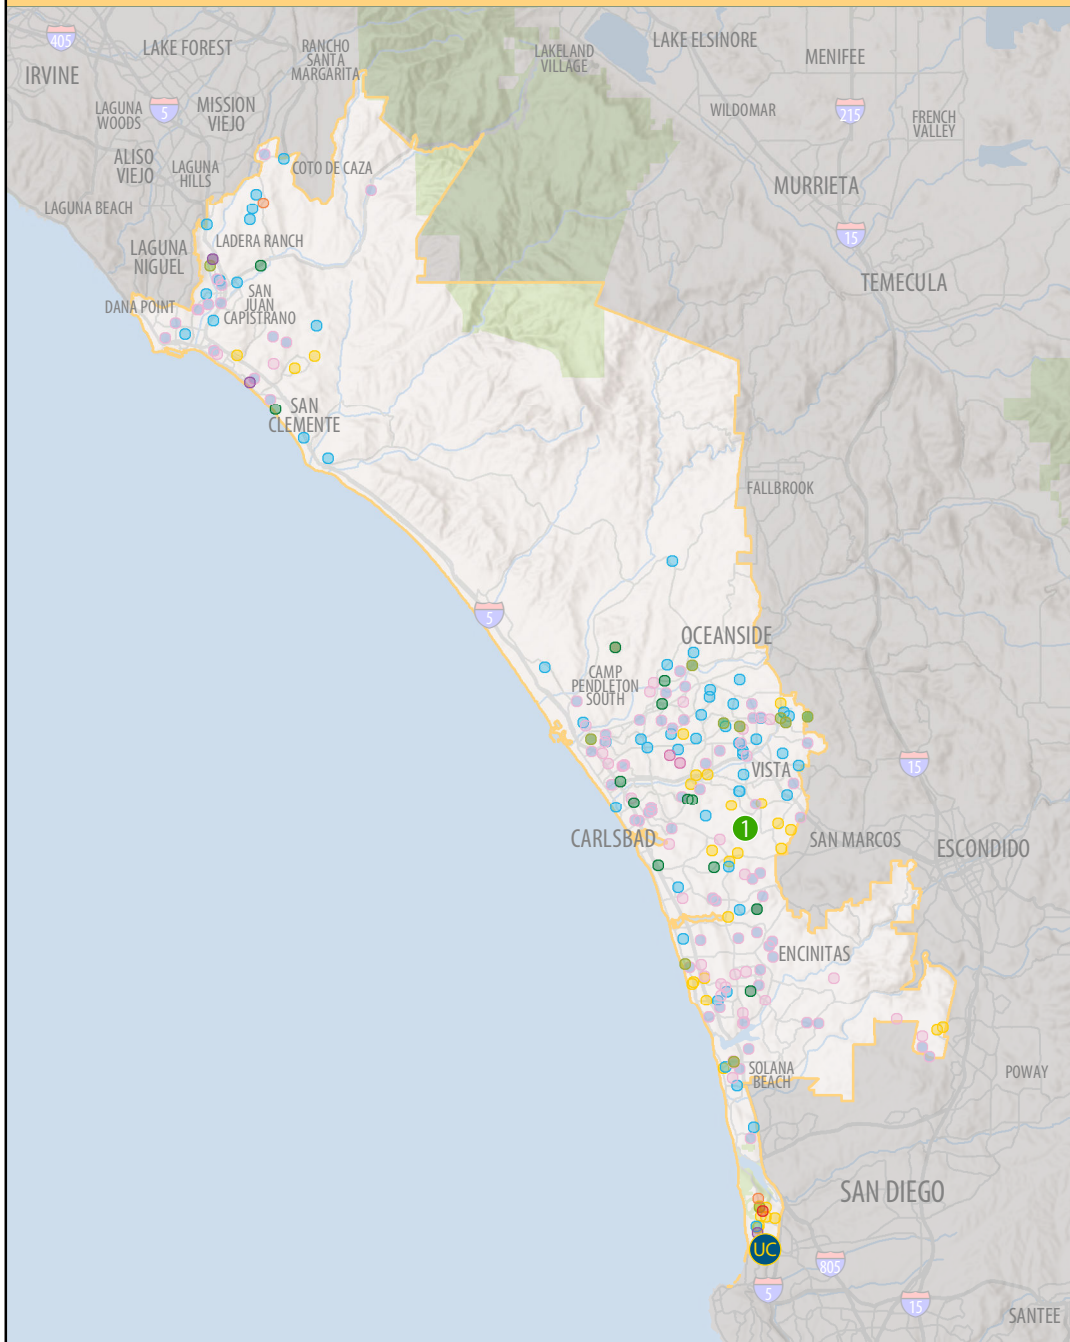 405
LAKE FOREST
RANCHO
SANTA
MARGARITA
LAKELAND
VILLAGE
LAKE ELSINORE
MENIFEE
IRVINE
LAGUNA
WOODS
5
MISSION
VIEJO
WILDOMAR
215
FRENCH
VALLEY
ALISO
VIEJO
LAGUNA
HILLS
COTO DE CAZA
MURRIETA
LAGUNA BEACH
15
LAGUNA
NIGUEL
LADERA RANCH
TEMECULA
DANA POINT
SAN
JUAN
CAPISTRANO
SAN
CLEMENTE
FALLBROOK
5
OCEANSIDE
CAMP
PENDLETON
SOUTH
VISTA
15
CARLSBAD
1
SAN MARCOS
ESCONDIDO
ENCINITAS
SOLANA
BEACH
POWAY
SAN DIEGO
UC
805
5
15
SANTEE